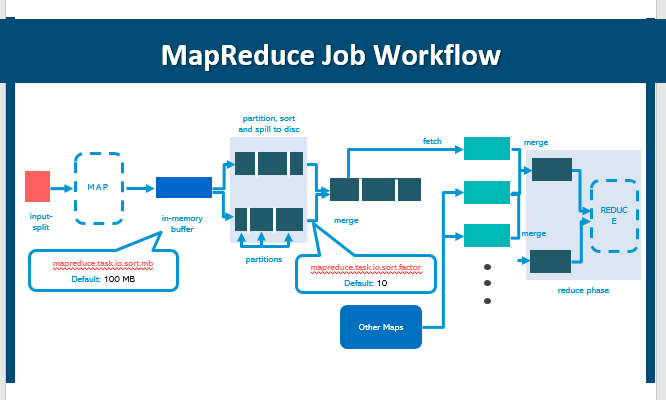 MapReduce Job Workflow
partition, sort
and spill to disc
fetch
merge
MAP
REDUC
E
input-
split
in-memory
buffer
merge
merge
partitions
mapreduce.task.io.sort.mb
Default: 100 MB
mapreduce.task.io.sort.factor
Default: 10
reduce phase
Other Maps